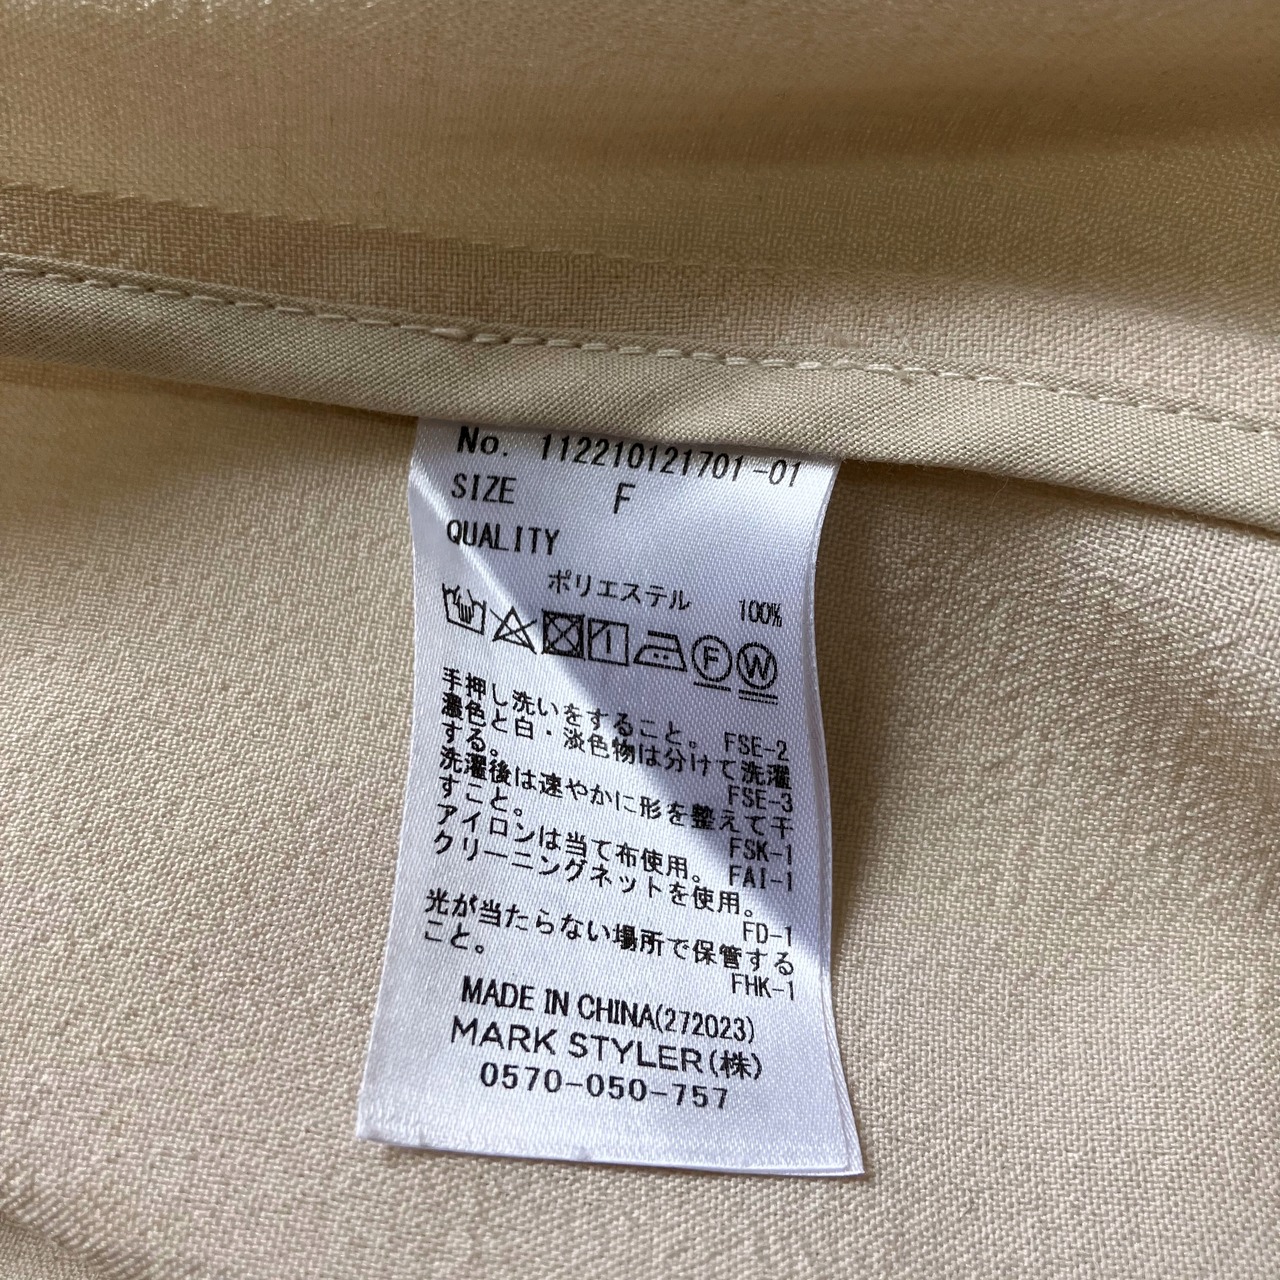 No. 112210121701-01
SIZE F
QUALITY
ポリエステル 100%
F W
手押し洗いをすること。 FSE-2
濃色と白・淡色物は分けて洗濯
する。 FSE-3
洗濯後は速やかに形を整えて干
すこと。 FSK-1
アイロンは当て布使用。 FAI-1
クリーニングネットを使用。
FD-1
光が当たらない場所で保管する
こと。 FHK-1
MADE IN CHINA(272023)
MARK STYLER(株)
0570-050-757